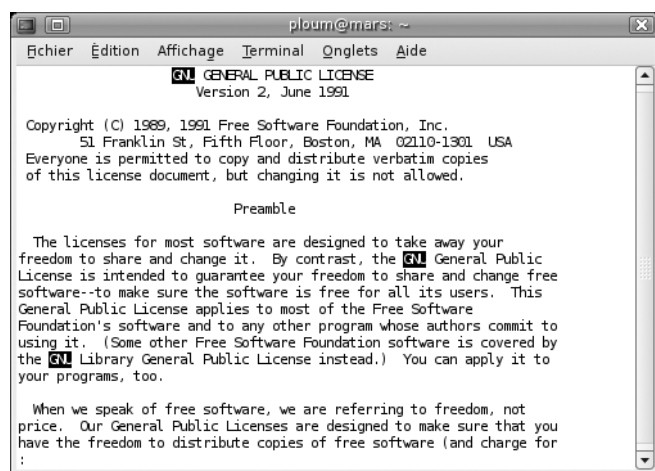 ploum@mars: ~
Fichier Édition Affichage Terminal Onglets Aide
GNU GENERAL PUBLIC LICENSE
Version 2, June 1991
Copyright (C) 1989, 1991 Free Software Foundation, Inc.
51 Franklin St, Fifth Floor, Boston, MA 02110-1301 USA
Everyone is permitted to copy and distribute verbatim copies
of this license document, but changing it is not allowed.
Preamble
The licenses for most software are designed to take away your
freedom to share and change it. By contrast, the GNU General Public
License is intended to guarantee your freedom to share and change free
software--to make sure the software is free for all its users. This
General Public License applies to most of the Free Software
Foundation's software and to any other program whose authors commit to
using it. (Some other Free Software Foundation software is covered by
the GNU Library General Public License instead.) You can apply it to
your programs, too.
When we speak of free software, we are referring to freedom, not
price. Our General Public Licenses are designed to make sure that you
have the freedom to distribute copies of free software (and charge for
: